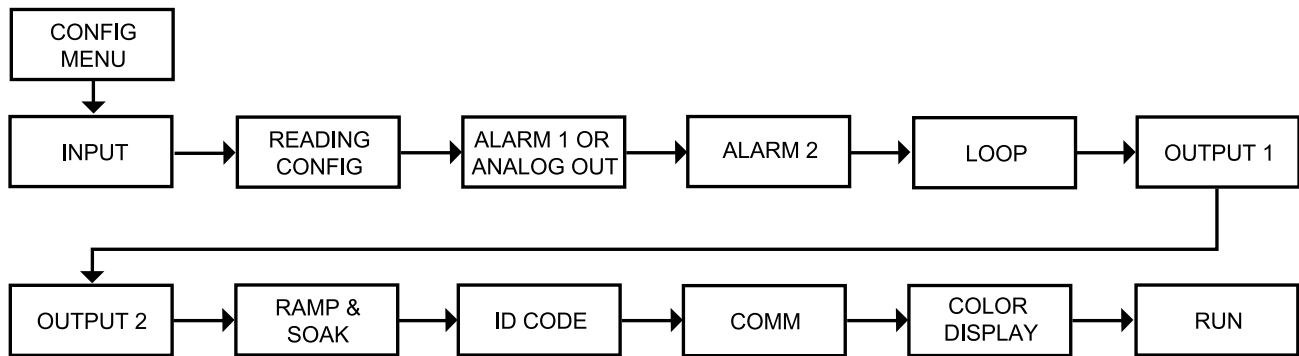 CONFIG
MENU
INPUT
READING
CONFIG
ALARM 1 OR
ANALOG OUT
ALARM 2
LOOP
OUTPUT 1
OUTPUT 2
RAMP &
SOAK
ID CODE
COMM
COLOR
DISPLAY
RUN